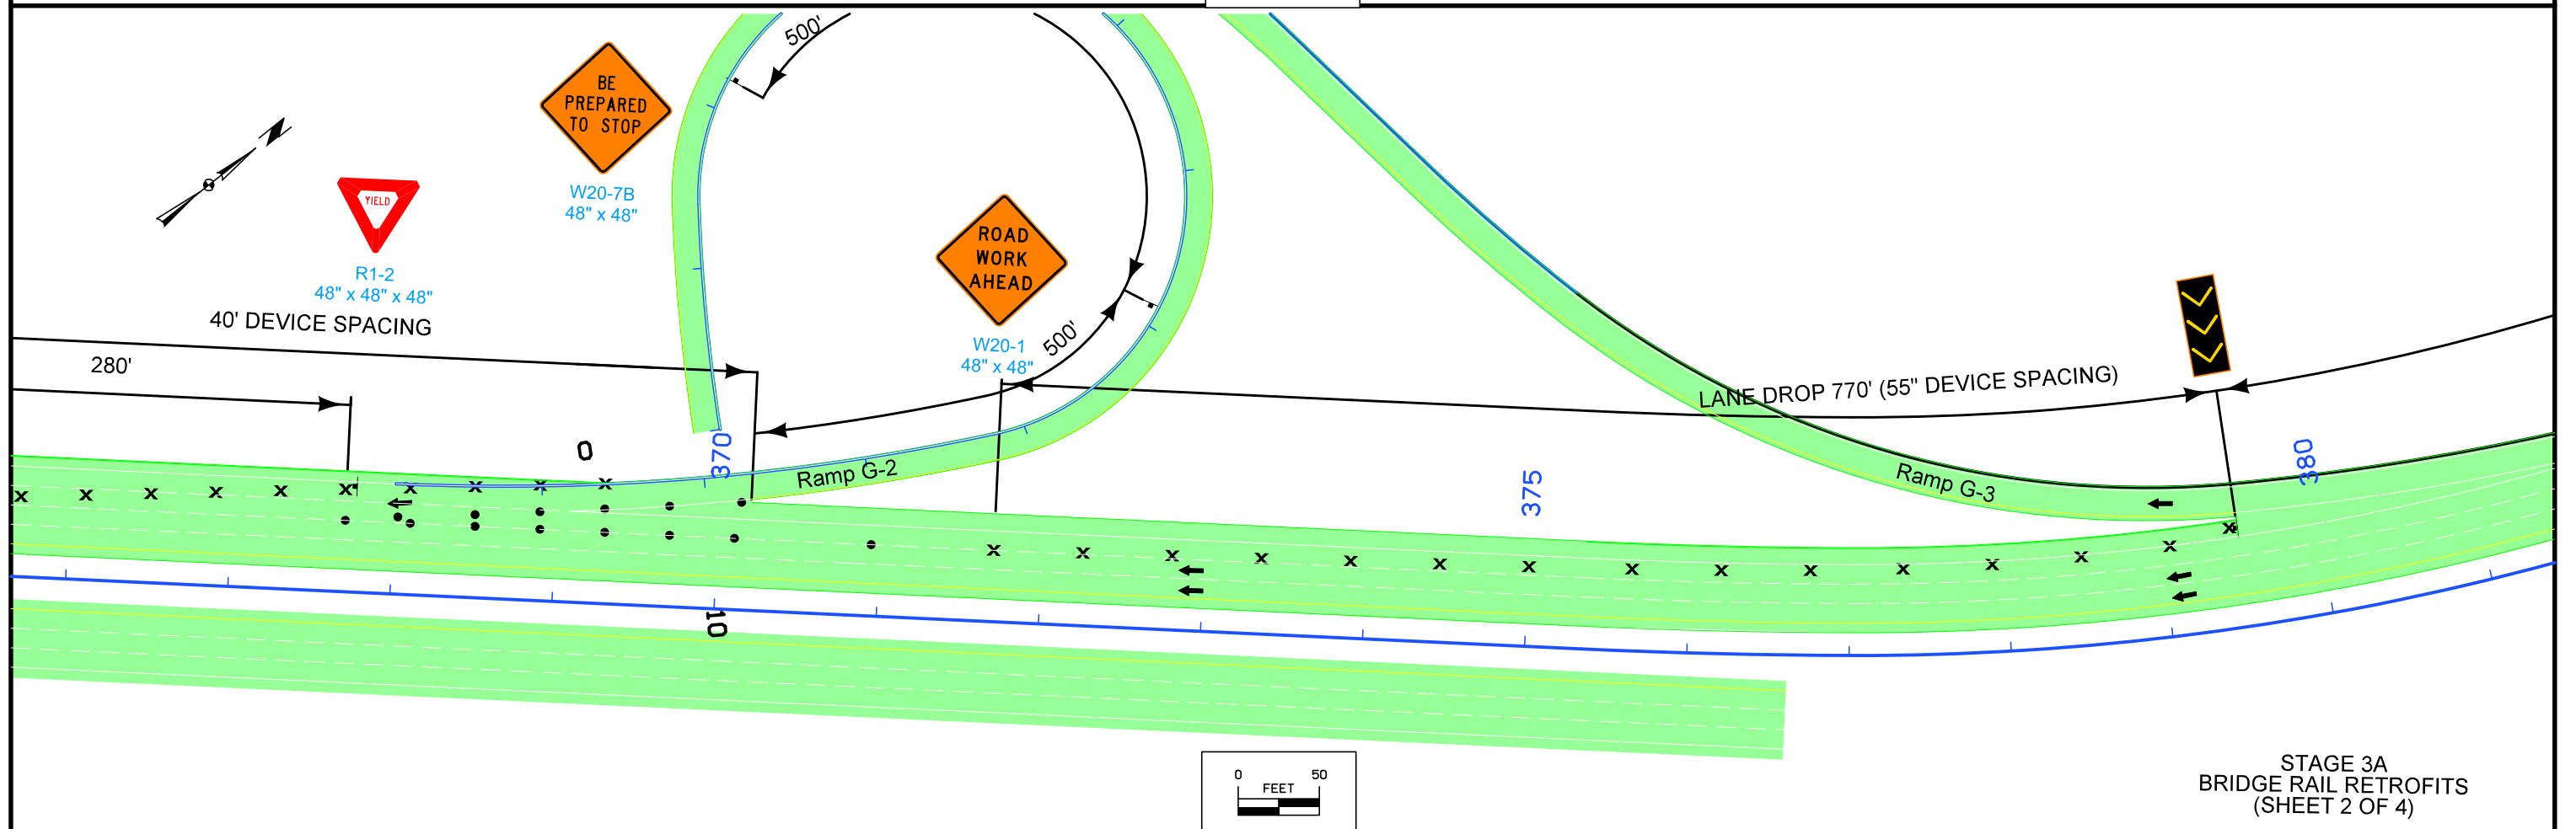 500'
BE
PREPARED
TO STOP
W20-7B
48" x 48"
YIELD
R1-2
48" x 48" x 48"
40' DEVICE SPACING
280'
ROAD
WORK
AHEAD
W20-1
48" x 48"
500'
LANE DROP 770' (55" DEVICE SPACING)
0
370
Ramp G-2
375
Ramp G-3
380
10
0 50
FEET
STAGE 3A
BRIDGE RAIL RETROFITS
(SHEET 2 OF 4)